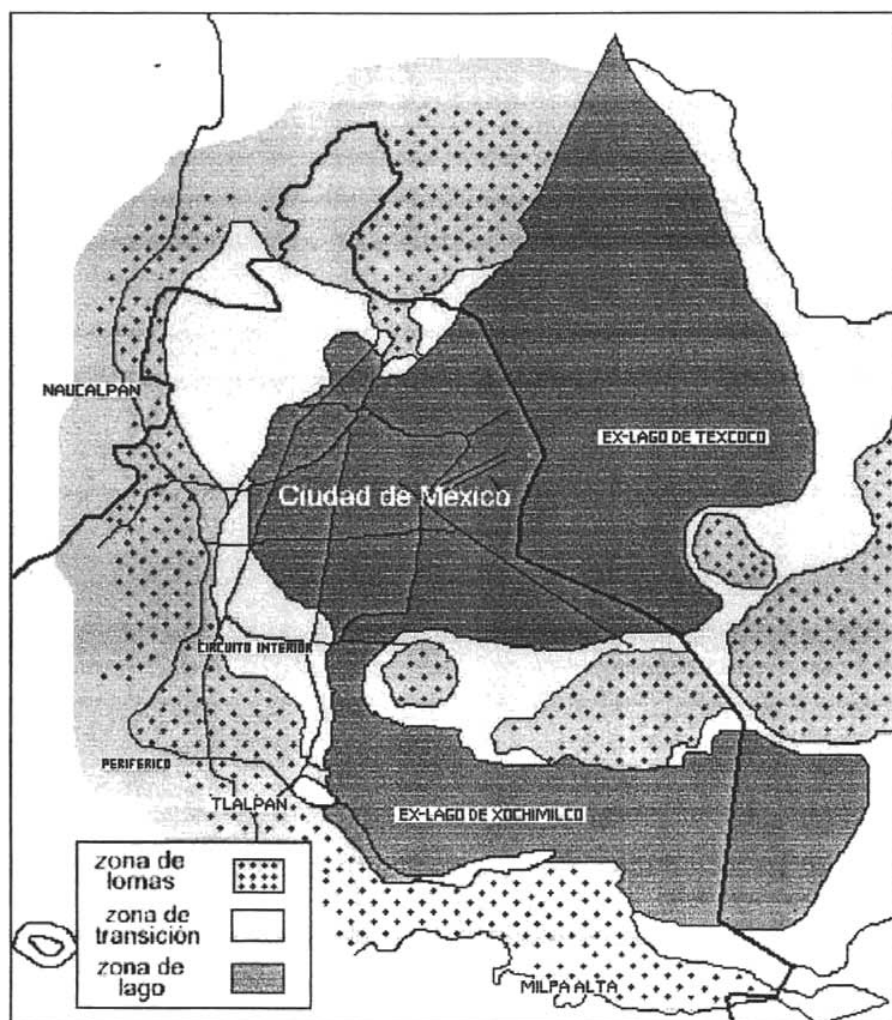 NAUCALPAN
EX-LAGO DE TEXCOCO
Ciudad de México
CIRCUITO INTERIOR
PERIFERICO
TLALPAN
EX-LAGO DE XOCHIMILCO
MILPA ALTA
zona de
lomas
zona de
transición
zona de
lago